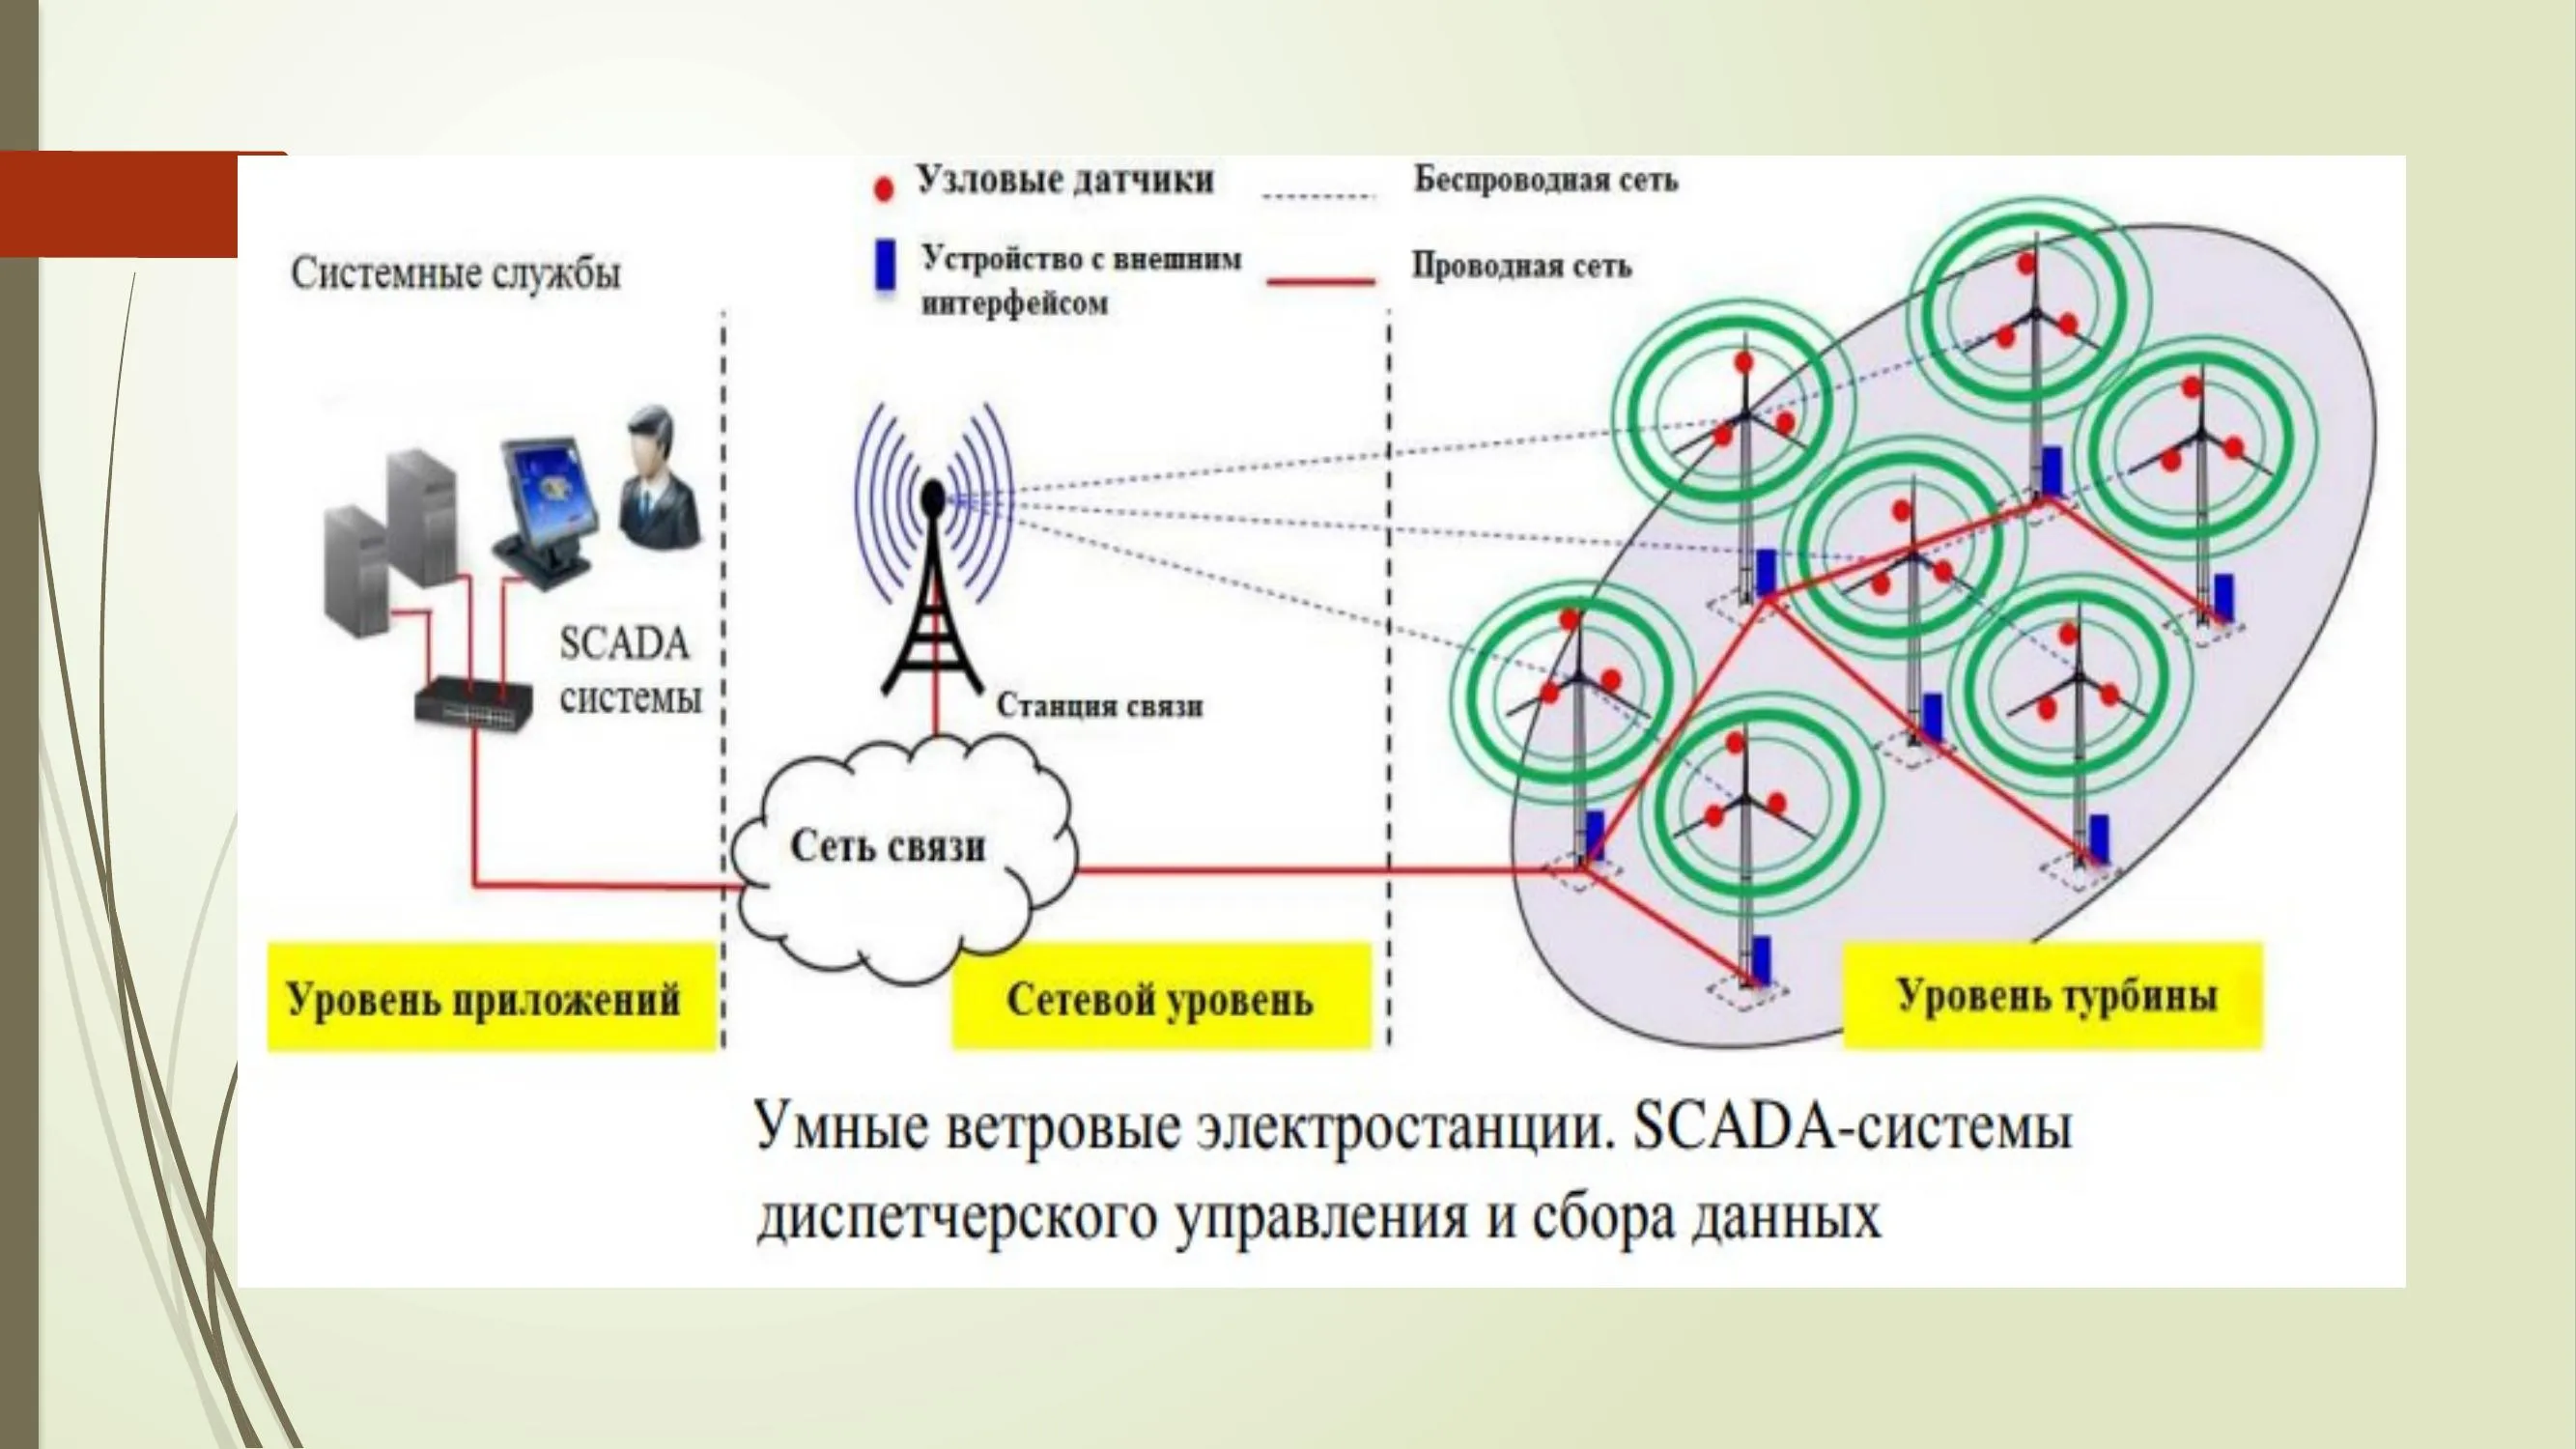 Узловые датчики
Беспроводная сеть
Устройство с внешним
интерфейсом
Проводная сеть
Системные службы
SCADA
системы
Станция связи
Сеть связи
Уровень приложений
Сетевой уровень
Уровень турбины
Умные ветровые электростанции. SCADA-системы
диспетчерского управления и сбора данных